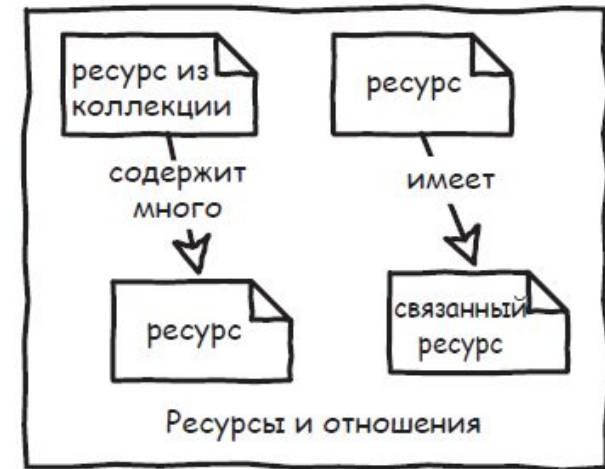 ресурс из
коллекции
содержит
много
ресурс
ресурс
имеет
связанный
ресурс
Ресурсы и отношения